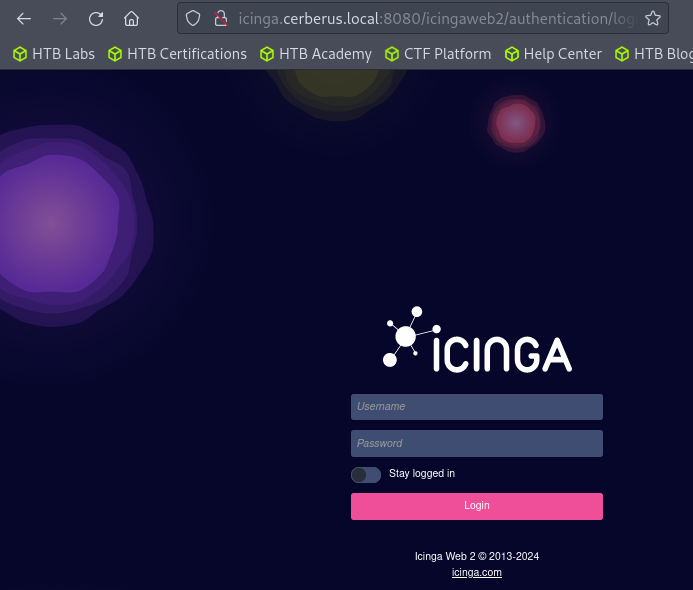 icinga.cerberus.local:8080/icingaweb2/authentication/log
HTB Labs HTB Certifications HTB Academy CTF Platform Help Center HTB Blog
iCINGA
Username
Password
Stay logged in
Login
Icinga Web 2 © 2013-2024
icinga.com